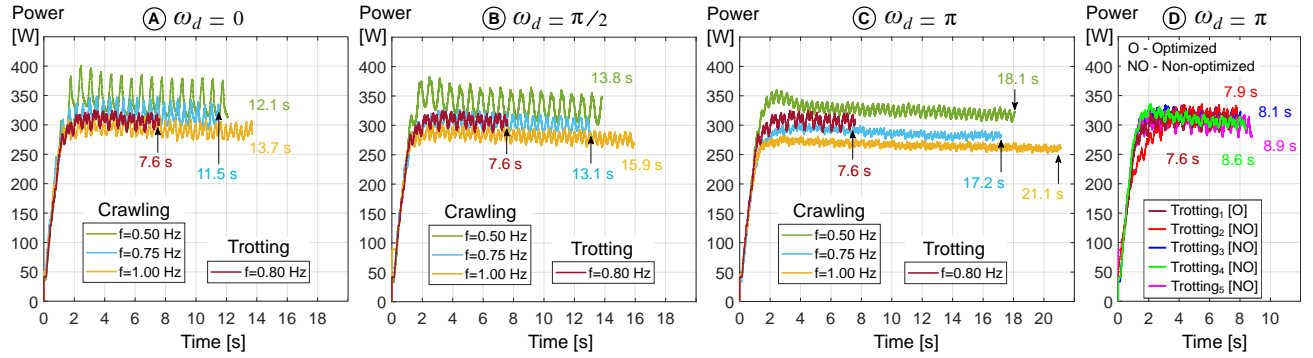 Power
[W]
A ω_d = 0
400
350
300
250
200
150
100
50
0
12.1 s
13.7 s
7.6 s
11.5 s
Crawling
f=0.50 Hz
f=0.75 Hz
f=1.00 Hz
Trotting
f=0.80 Hz
0 2 4 6 8 10 12 14 16 18
Time [s]
Power
[W]
B ω_d = π/2
400
350
300
250
200
150
100
50
0
13.8 s
7.6 s
13.1 s
15.9 s
Crawling
f=0.50 Hz
f=0.75 Hz
f=1.00 Hz
Trotting
f=0.80 Hz
0 2 4 6 8 10 12 14 16 18
Time [s]
Power
[W]
C ω_d = π
400
350
300
250
200
150
100
50
0
18.1 s
7.6 s
17.2 s
21.1 s
Crawling
f=0.50 Hz
f=0.75 Hz
f=1.00 Hz
Trotting
f=0.80 Hz
0 2 4 6 8 10 12 14 16 18 20
Time [s]
Power
[W]
D ω_d = π
O - Optimized
NO - Non-optimized
400
350
300
250
200
150
100
50
0
7.9 s
8.1 s
7.6 s
8.9 s
8.6 s
Trotting₁ [O]
Trotting₂ [NO]
Trotting₃ [NO]
Trotting₄ [NO]
Trotting₅ [NO]
0 2 4 6 8 10
Time [s]